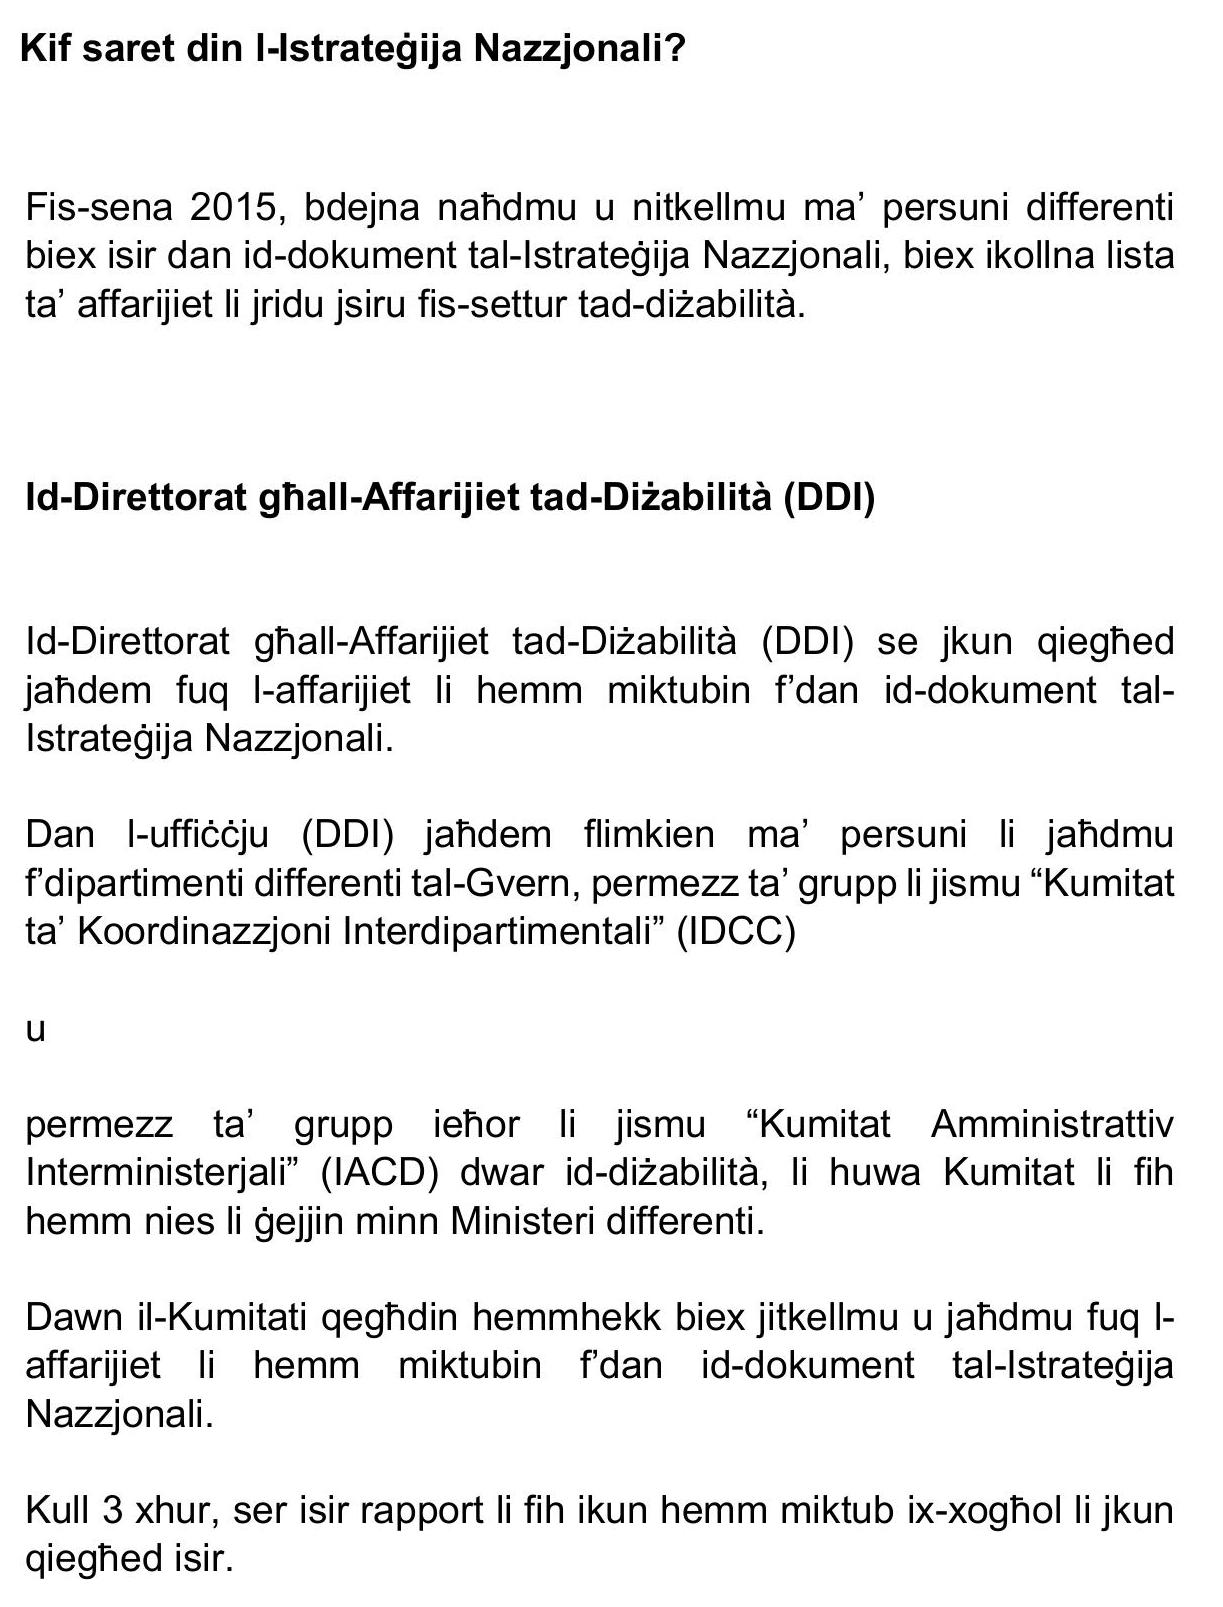 Kif saret din l-Istrateġija Nazzjonali?
Fis-sena 2015, bdejna naħdmu u nitkellmu ma’ persuni differenti
biex isir dan id-dokument tal-Istrateġija Nazzjonali, biex ikollna lista
ta’ affarijiet li jridu jsiru fis-settur tad-diżabilità.
Id-Direttorat għall-Affarijiet tad-Diżabilità (DDI)
Id-Direttorat għall-Affarijiet tad-Diżabilità (DDI) se jkun qiegħed
jaħdem fuq l-affarijiet li hemm miktubin f’dan id-dokument tal-
Istrateġija Nazzjonali.
Dan l-uffiċċju (DDI) jaħdem flimkien ma’ persuni li jaħdmu
f’dipartimenti differenti tal-Gvern, permezz ta’ grupp li jismu “Kumitat
ta’ Koordinazzjoni Interdipartimentali” (IDCC)
u
permezz ta’ grupp ieħor li jismu “Kumitat Amministrattiv
Interministerjali” (IACD) dwar id-diżabilità, li huwa Kumitat li fih
hemm nies li ġejjin minn Ministeri differenti.
Dawn il-Kumitati qegħdin hemmhekk biex jitkellmu u jaħdmu fuq l-
affarijiet li hemm miktubin f’dan id-dokument tal-Istrateġija
Nazzjonali.
Kull 3 xhur, ser isir rapport li fih ikun hemm miktub ix-xogħol li jkun
qiegħed isir.